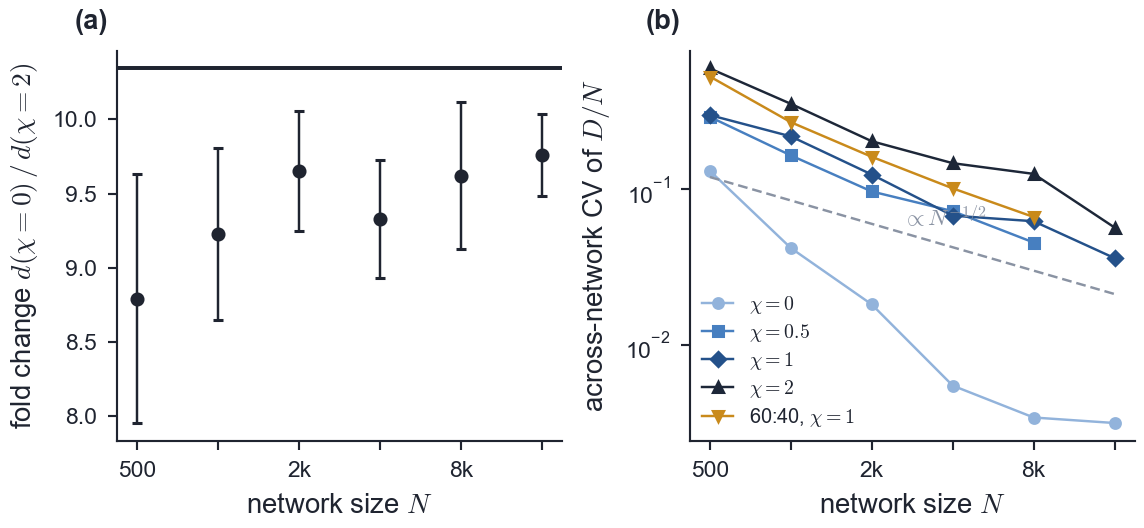 (a)
fold change d(χ = 0) / d(χ = 2)
10.0
9.5
9.0
8.5
8.0
500
2k
8k
network size N
(b)
across-network CV of D/N
10⁻¹
10⁻²
∝ N⁻¹ᐟ²
χ = 0
χ = 0.5
χ = 1
χ = 2
60:40, χ = 1
500
2k
8k
network size N